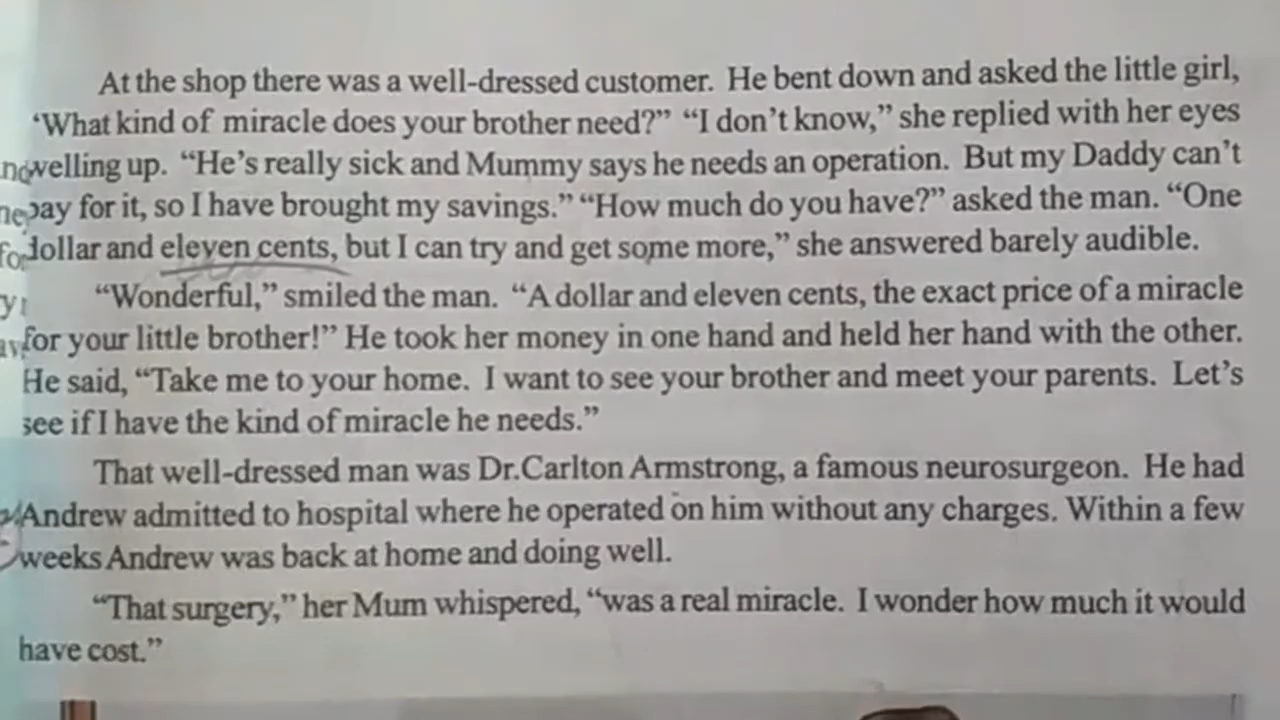 At the shop there was a well-dressed customer. He bent down and asked the little girl,
‘What kind of miracle does your brother need?” “I don’t know,” she replied with her eyes
welling up. “He’s really sick and Mummy says he needs an operation. But my Daddy can’t
pay for it, so I have brought my savings.” “How much do you have?” asked the man. “One
dollar and eleven cents, but I can try and get some more,” she answered barely audible.
“Wonderful,” smiled the man. “A dollar and eleven cents, the exact price of a miracle
for your little brother!” He took her money in one hand and held her hand with the other.
He said, “Take me to your home. I want to see your brother and meet your parents. Let’s
see if I have the kind of miracle he needs.”
That well-dressed man was Dr.Carlton Armstrong, a famous neurosurgeon. He had
Andrew admitted to hospital where he operated on him without any charges. Within a few
weeks Andrew was back at home and doing well.
“That surgery,” her Mum whispered, “was a real miracle. I wonder how much it would
have cost.”